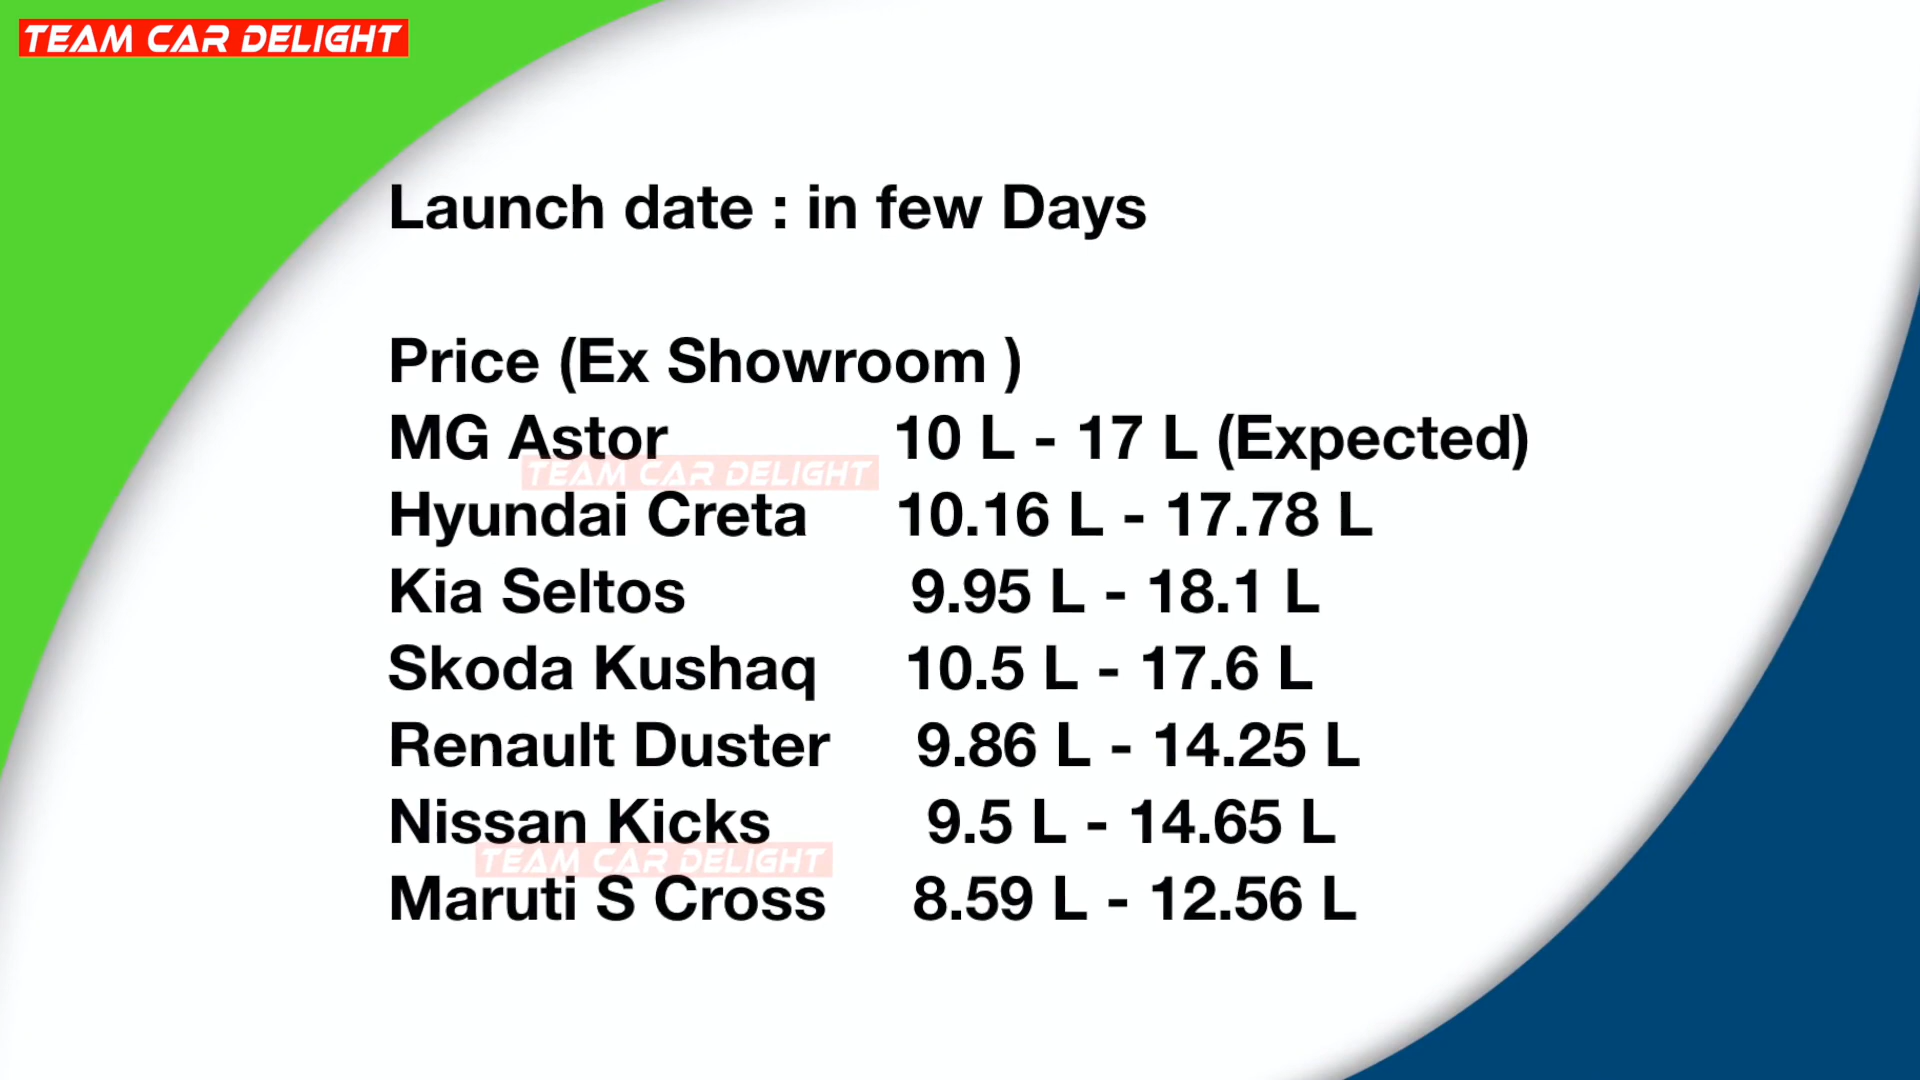 TEAM CAR DELIGHT
Launch date : in few Days
Price (Ex Showroom )
MG Astor 10 L - 17 L (Expected)
TEAM CAR DELIGHT
Hyundai Creta 10.16 L - 17.78 L
Kia Seltos 9.95 L - 18.1 L
Skoda Kushaq 10.5 L - 17.6 L
Renault Duster 9.86 L - 14.25 L
Nissan Kicks 9.5 L - 14.65 L
TEAM CAR DELIGHT
Maruti S Cross 8.59 L - 12.56 L